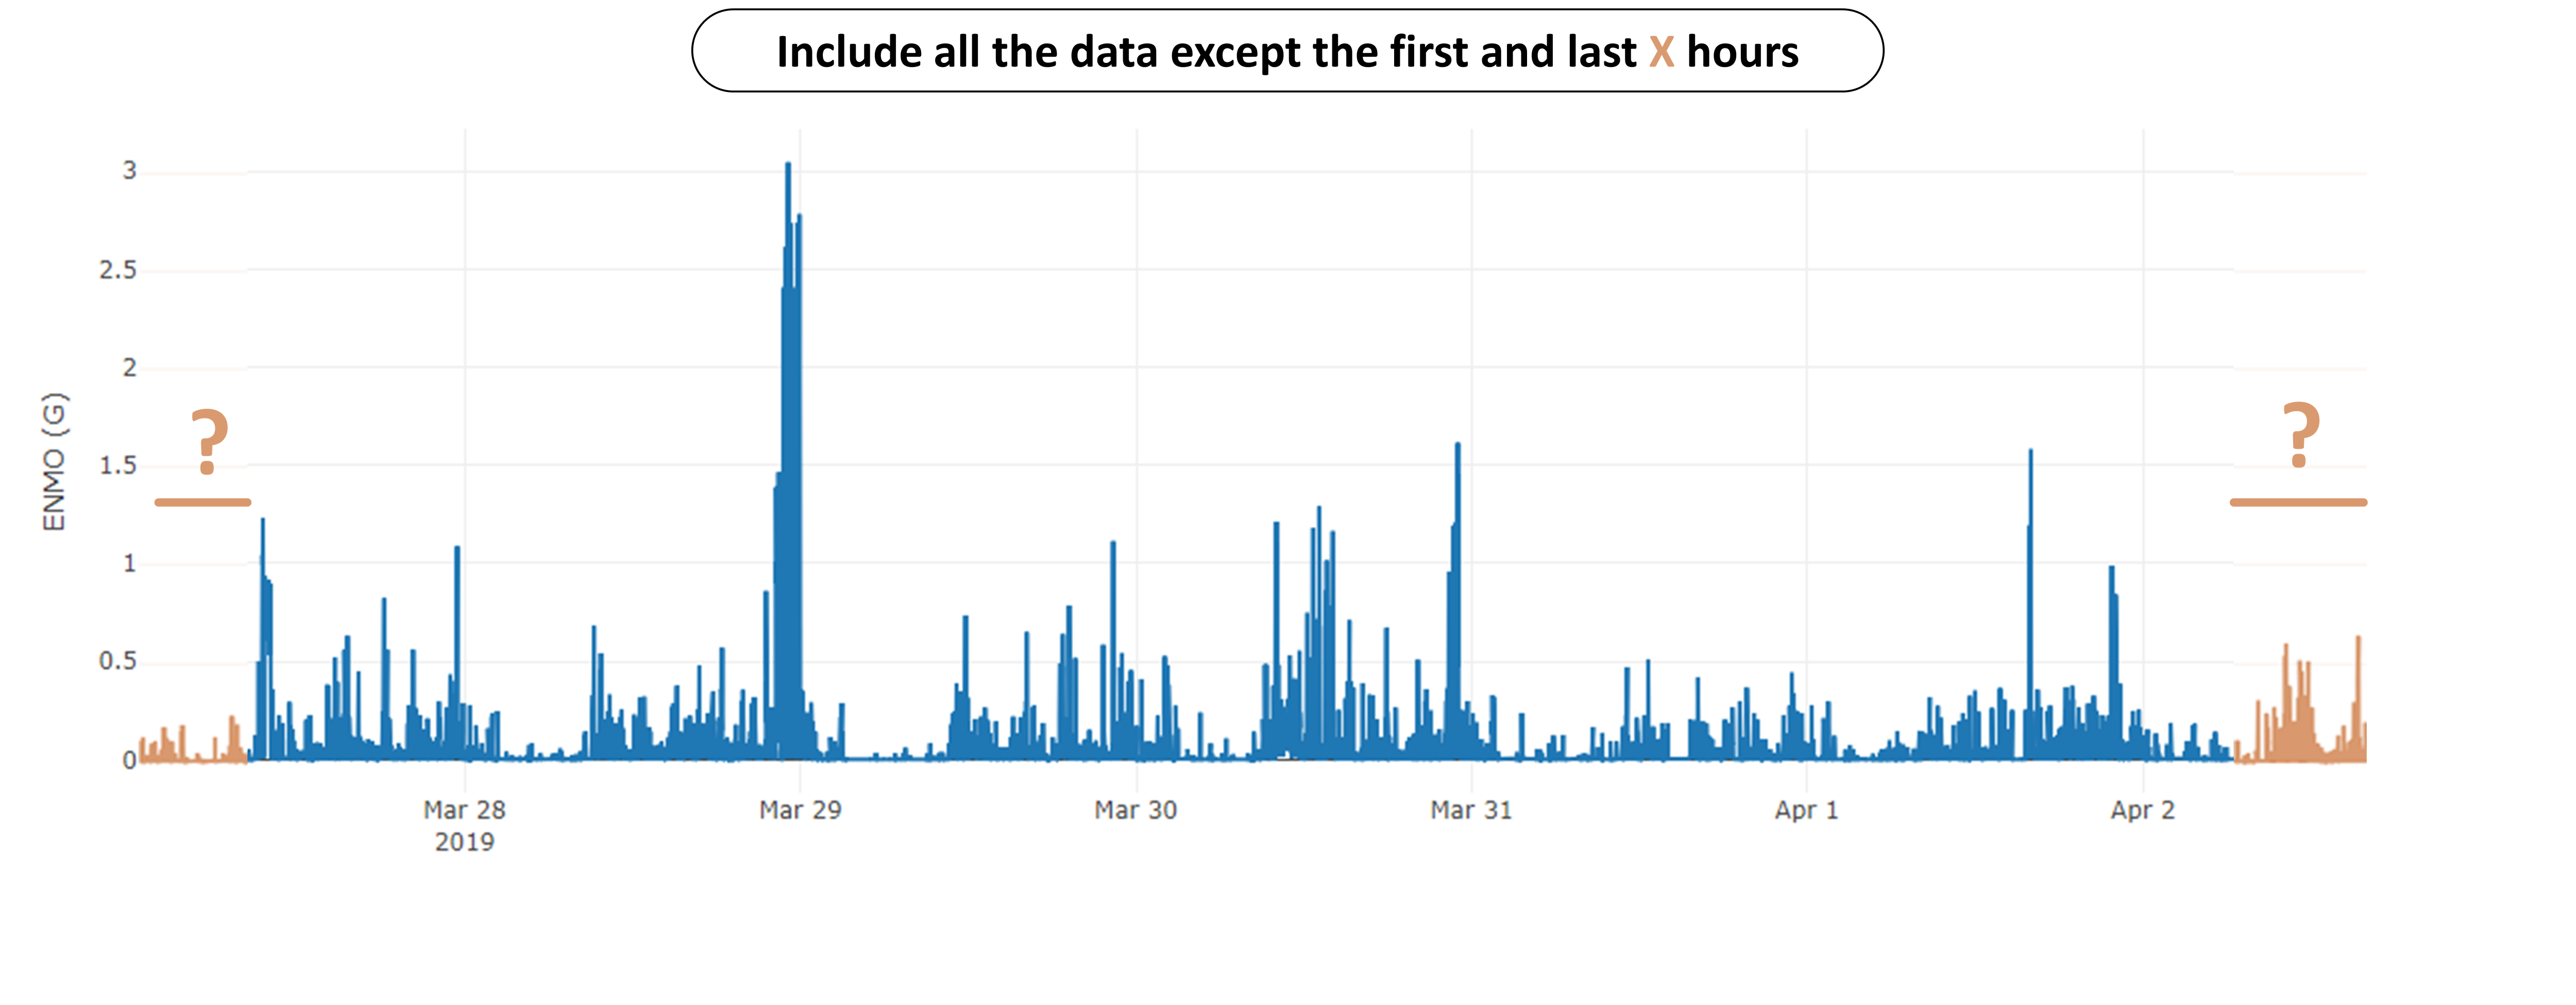 Include all the data except the first and last X hours
3
2.5
2
1.5
1
0.5
0
ENMO (G)
?
?
Mar 28
2019
Mar 29
Mar 30
Mar 31
Apr 1
Apr 2